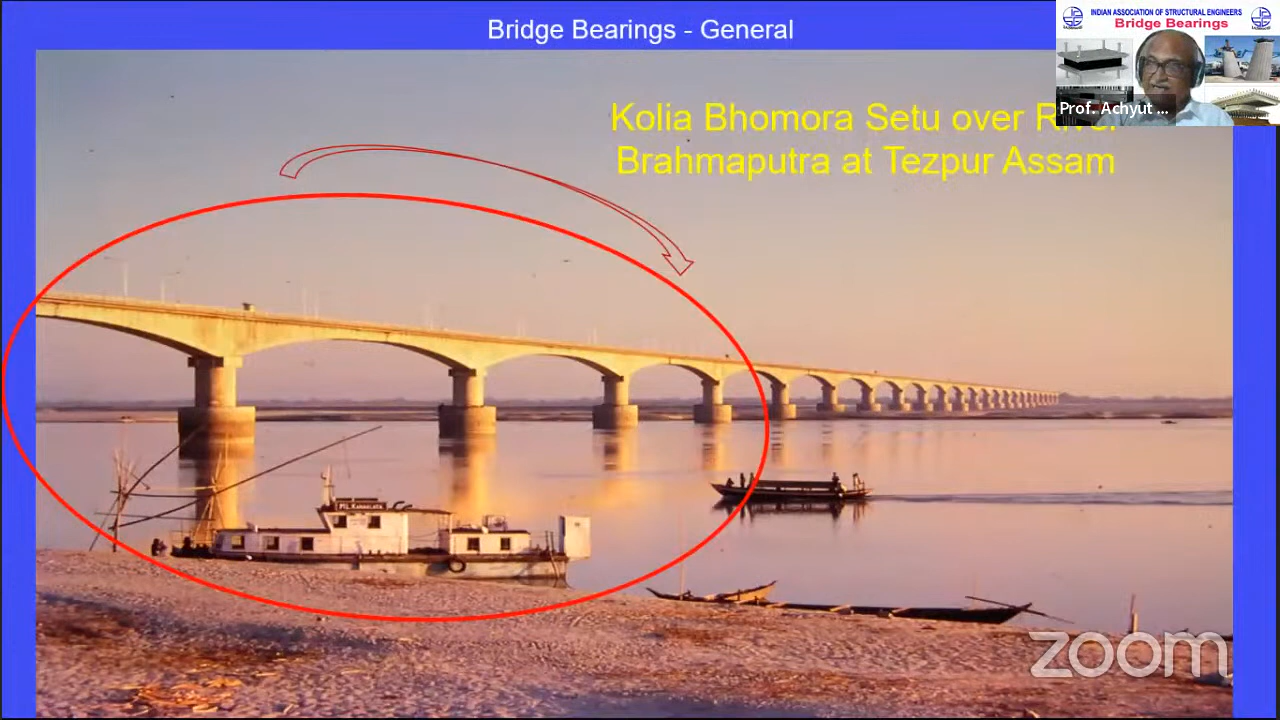 Bridge Bearings - General
INDIAN ASSOCIATION OF STRUCTURAL ENGINEERS
Bridge Bearings
Prof. Achyut ...
Kolia Bhomora Setu over River
Brahmaputra at Tezpur Assam
zoom